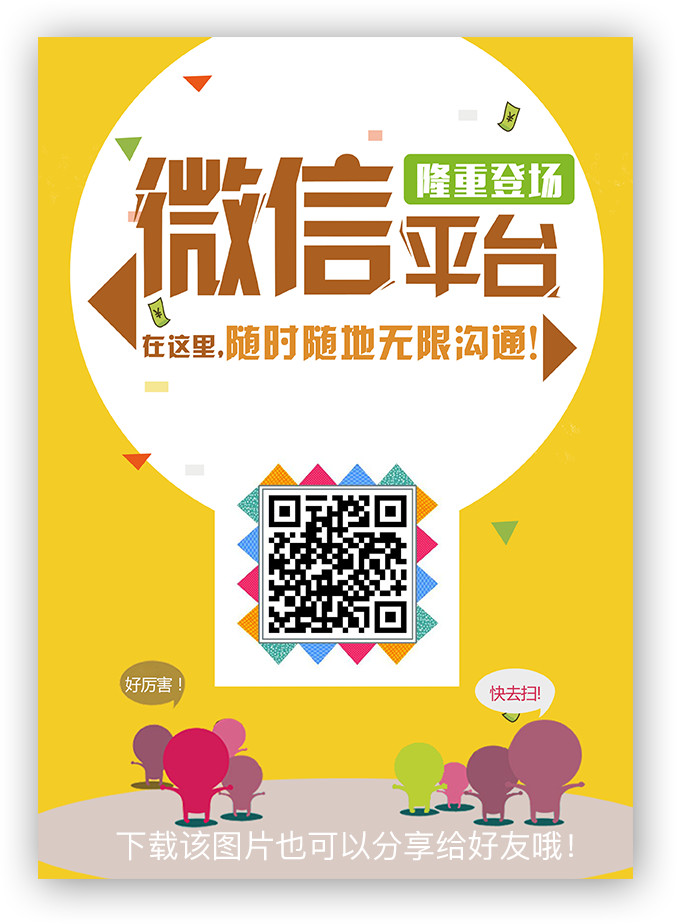 隆重登场
微信平台
在这里,随时随地无限沟通!
好厉害！
快去扫!
下载该图片也可以分享给好友哦！